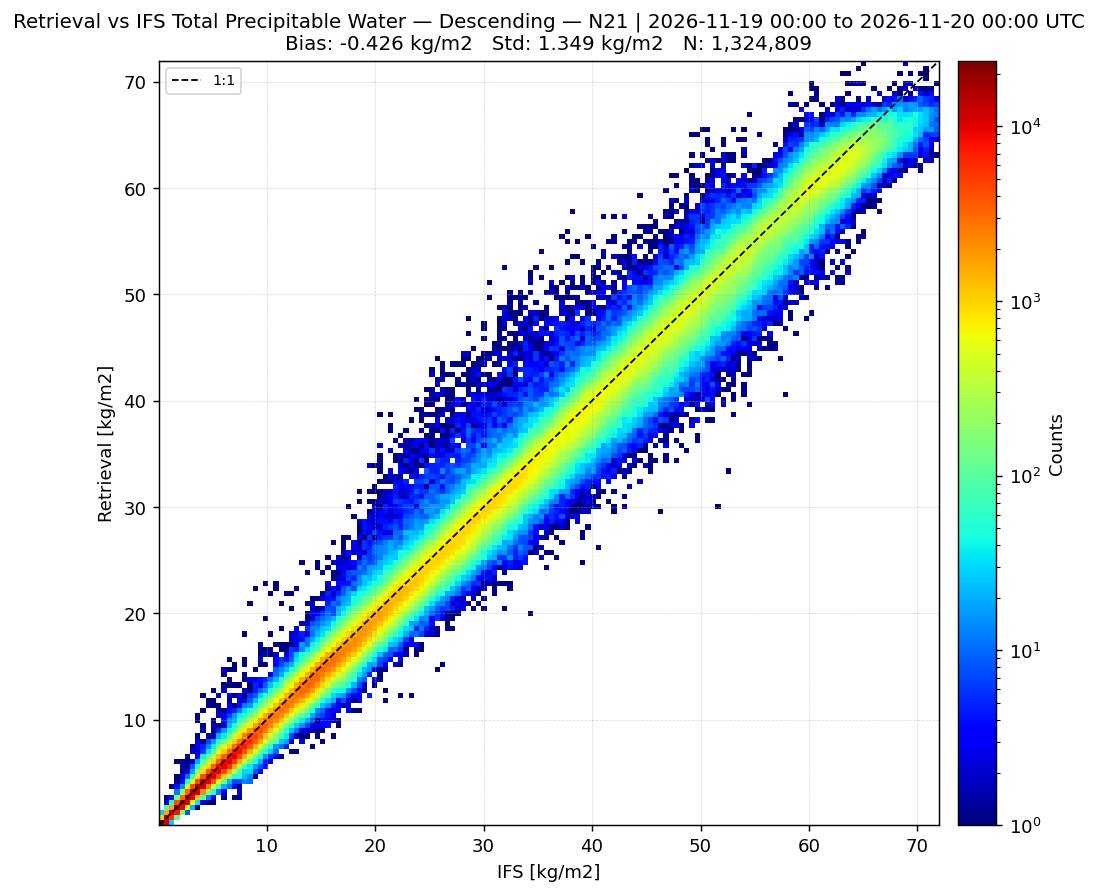 Retrieval vs IFS Total Precipitable Water — Descending — N21 | 2026-11-19 00:00 to 2026-11-20 00:00 UTC
Bias: -0.426 kg/m2   Std: 1.349 kg/m2   N: 1,324,809
1:1
70
60
50
40
30
20
10
Retrieval [kg/m2]
10 20 30 40 50 60 70
IFS [kg/m2]
10⁴
10³
10²
10¹
10⁰
Counts